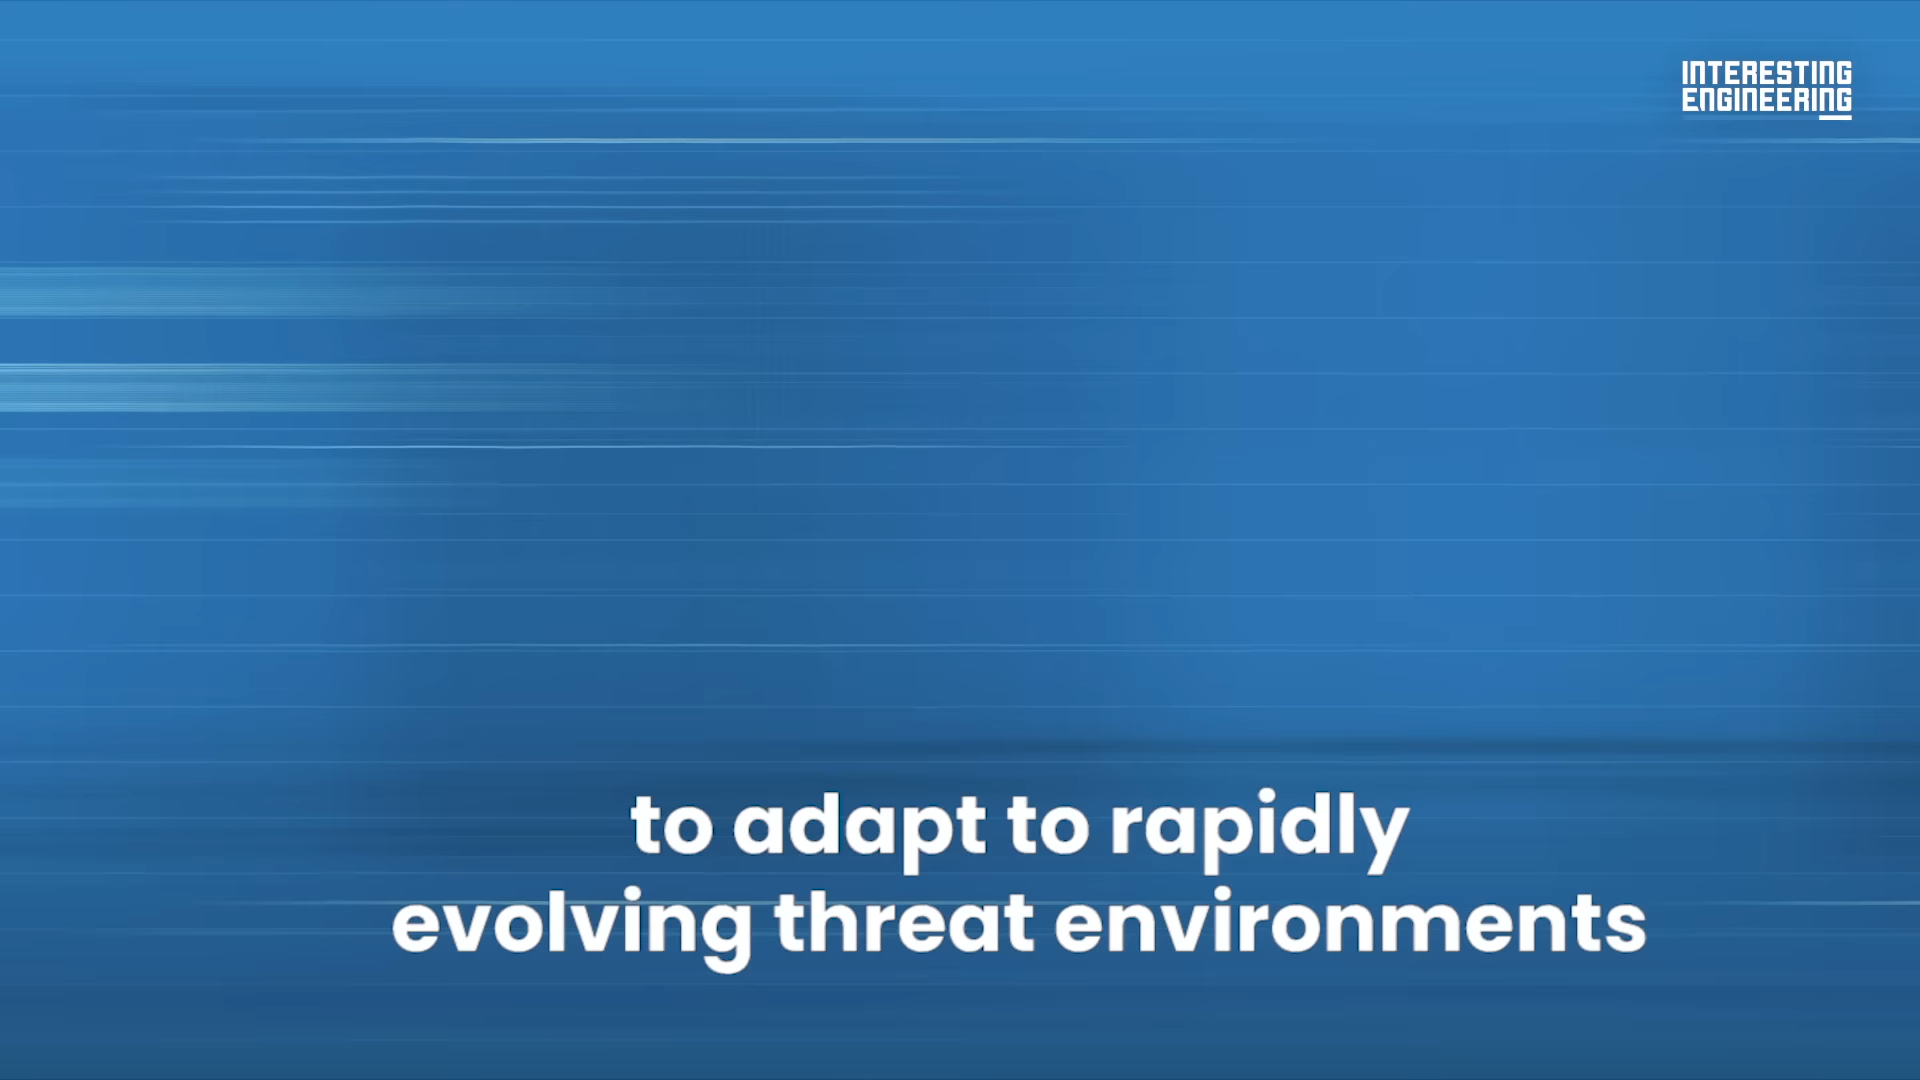 INTERESTING
ENGINEERING
to adapt to rapidly
evolving threat environments